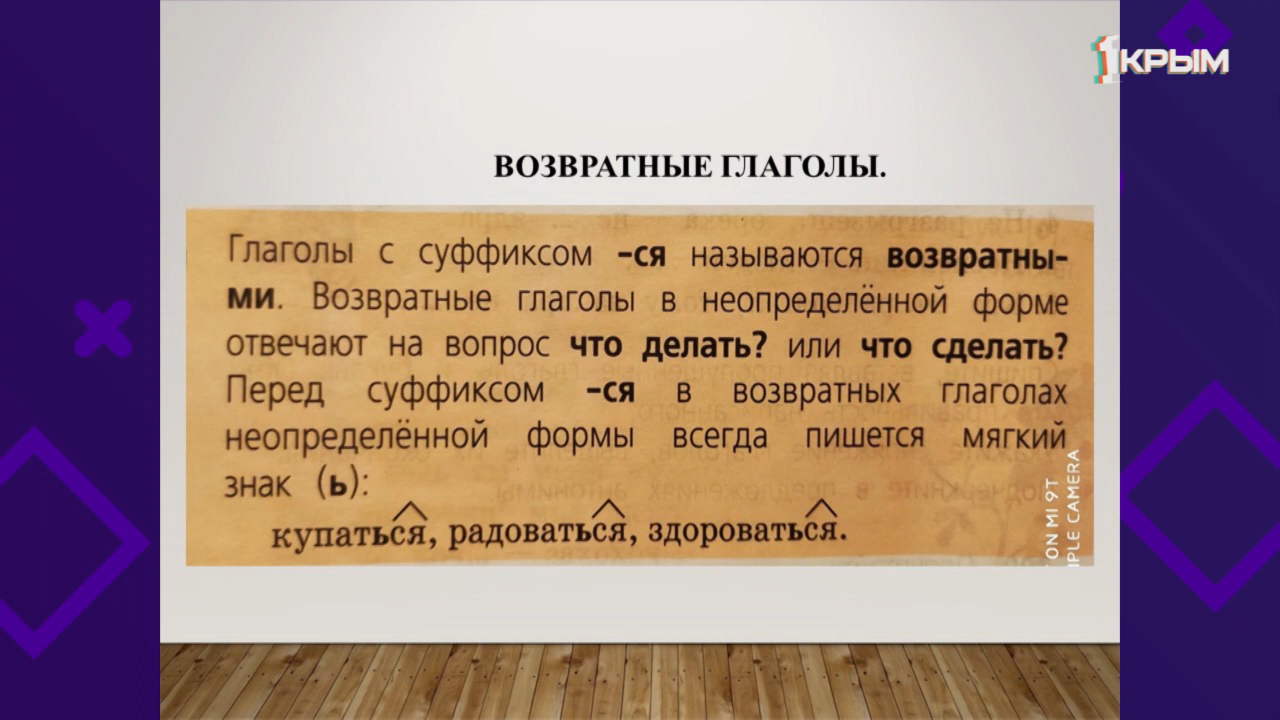 1КРЫМ
ВОЗВРАТНЫЕ ГЛАГОЛЫ.
Глаголы с суффиксом -ся называются возвратны-
ми. Возвратные глаголы в неопределённой форме
отвечают на вопрос что делать? или что сделать?
Перед суффиксом -ся в возвратных глаголах
неопределённой формы всегда пишется мягкий
знак (ь):
купаться, радоваться, здороваться.
ON MI 9T
PLE CAMERA